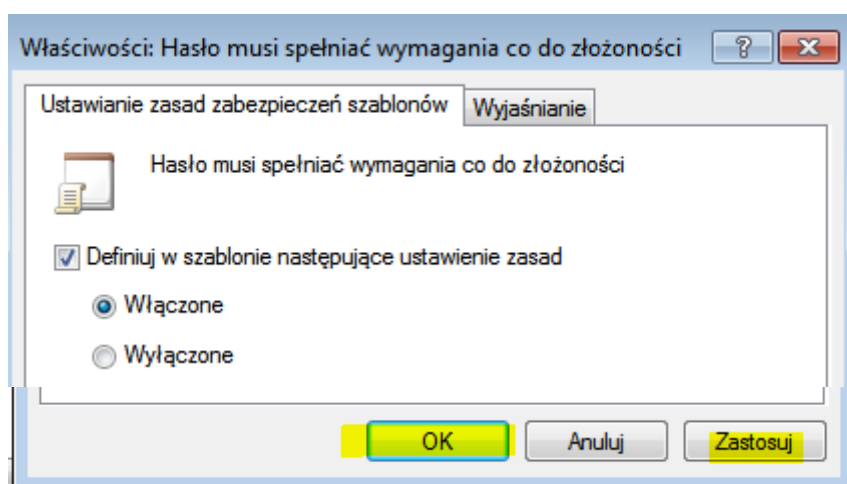 Właściwości: Hasło musi spełniać wymagania co do złożoności
Ustawianie zasad zabezpieczeń szablonów Wyjaśnianie
Hasło musi spełniać wymagania co do złożoności
Definiuj w szablonie następujące ustawienie zasad
Włączone
Wyłączone
OK Anuluj Zastosuj